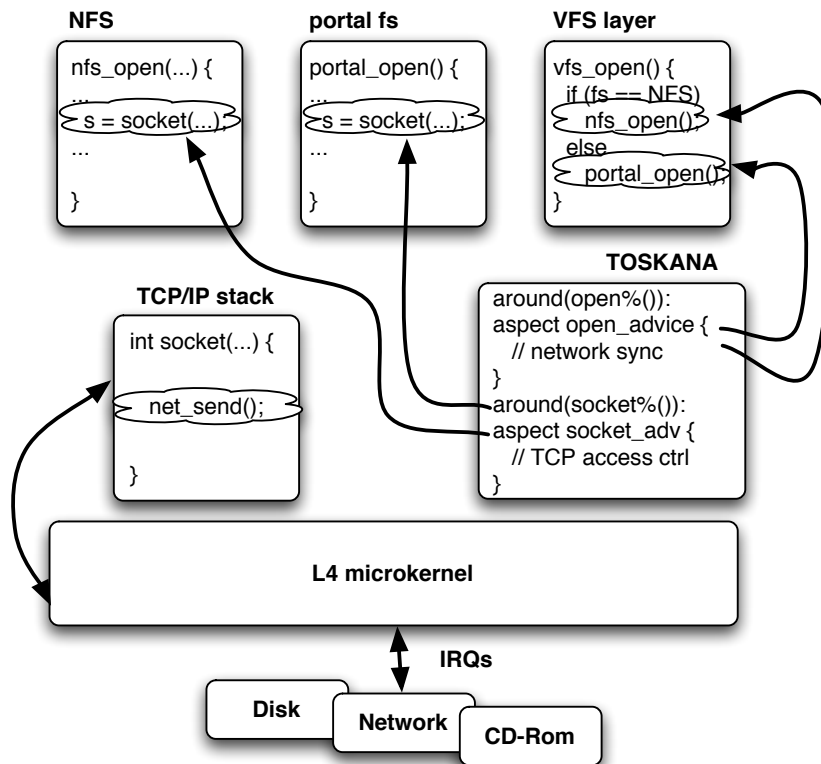 NFS
nfs_open(...) {
...
s = socket(...);
...
}
portal fs
portal_open() {
...
s = socket(...);
...
}
VFS layer
vfs_open() {
if (fs == NFS)
nfs_open();
else
portal_open();
}
TCP/IP stack
int socket(...) {
net_send();
}
TOSKANA
around(open%()):
aspect open_advice {
// network sync
}
around(socket%()):
aspect socket_adv {
// TCP access ctrl
}
L4 microkernel
IRQs
Disk
Network
CD-Rom